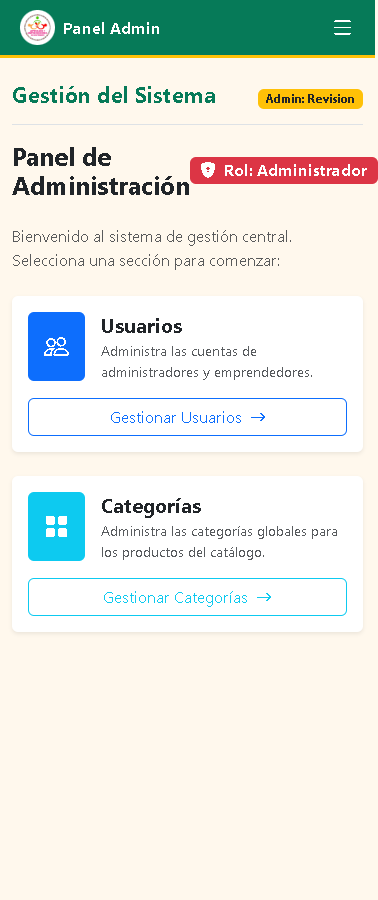 Panel Admin
Gestión del Sistema
Admin: Revision
Panel de
Administración
Rol: Administrador
Bienvenido al sistema de gestión central.
Selecciona una sección para comenzar:
Usuarios
Administra las cuentas de
administradores y emprendedores.
Gestionar Usuarios →
Categorías
Administra las categorías globales para
los productos del catálogo.
Gestionar Categorías →